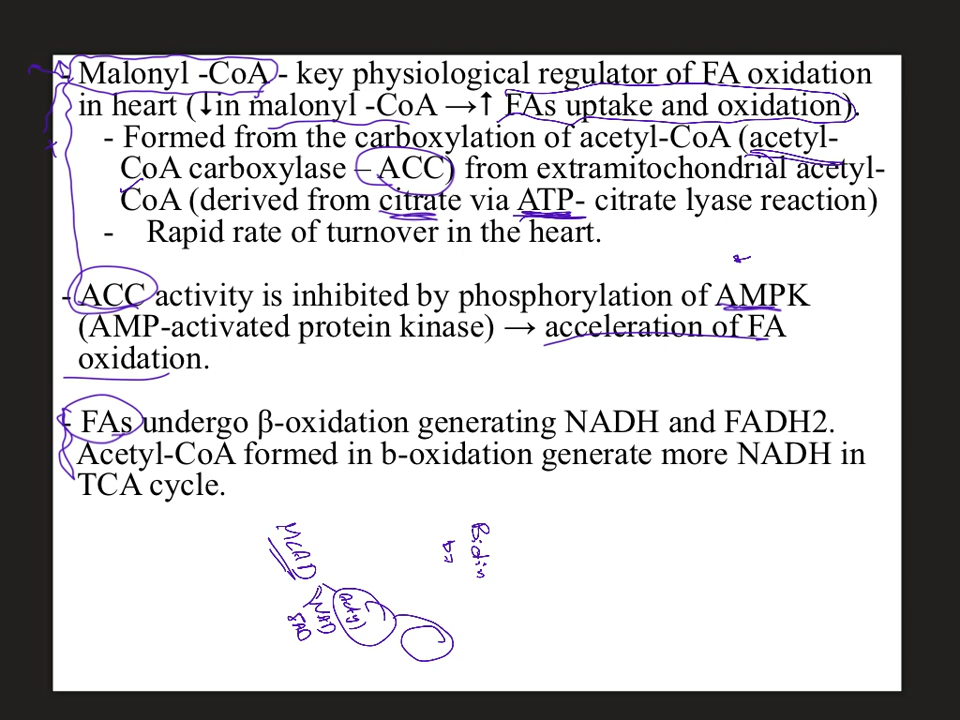 - Malonyl -CoA - key physiological regulator of FA oxidation
in heart (↓in malonyl -CoA →↑ FAs uptake and oxidation).
- Formed from the carboxylation of acetyl-CoA (acetyl-
CoA carboxylase – ACC) from extramitochondrial acetyl-
CoA (derived from citrate via ATP- citrate lyase reaction)
- Rapid rate of turnover in the heart.
- ACC activity is inhibited by phosphorylation of AMPK
(AMP-activated protein kinase) → acceleration of FA
oxidation.
- FAs undergo β-oxidation generating NADH and FADH2.
Acetyl-CoA formed in b-oxidation generate more NADH in
TCA cycle.
MCAD
NAD
FAD
Biotin
b7